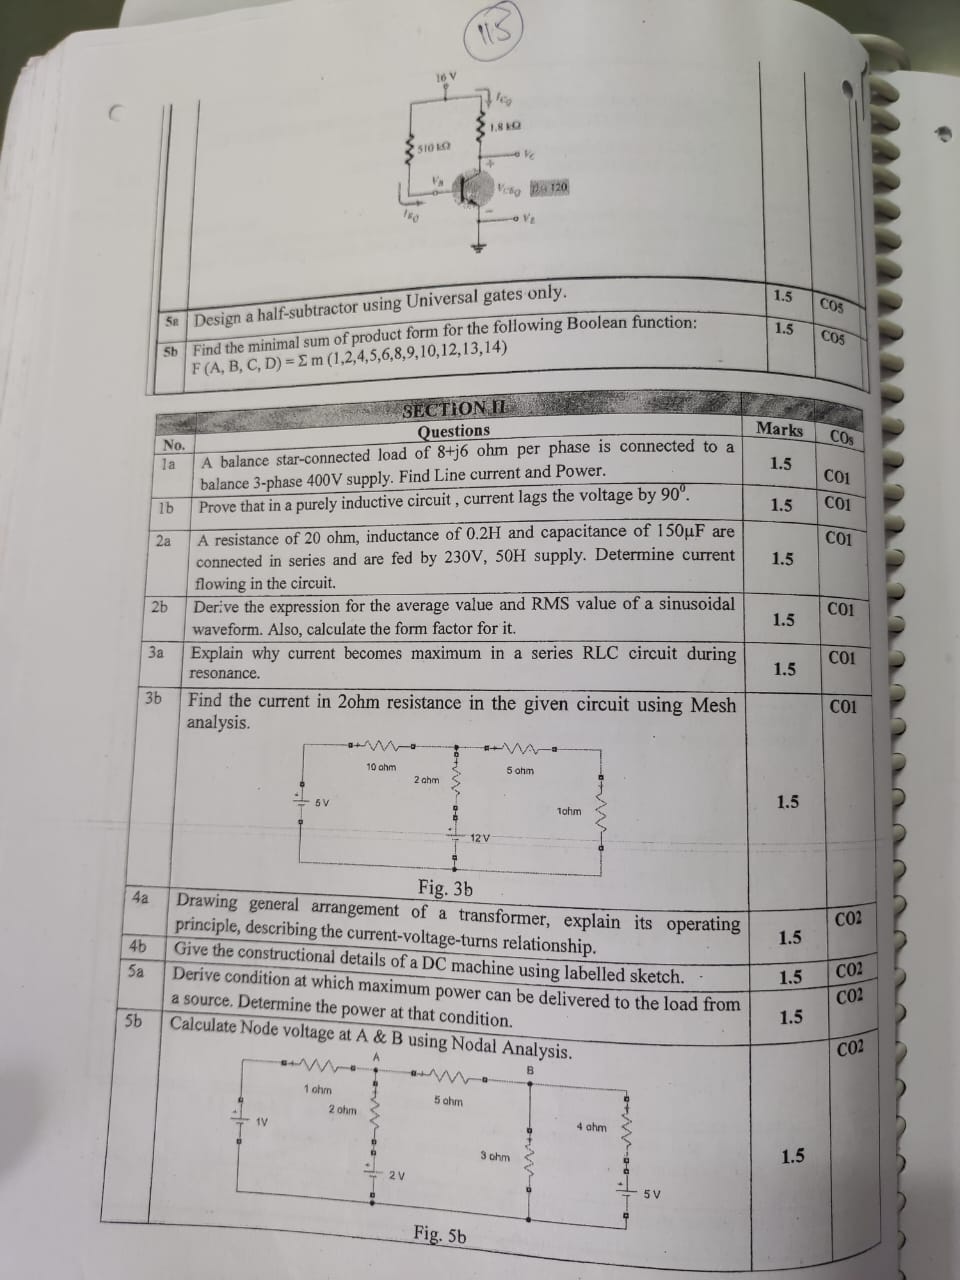 113
16 V
I_CQ
1.8 kΩ
510 kΩ
V_C
V_B
V_CEQ
β = 120
I_BQ
V_E
5a Design a half-subtractor using Universal gates only. 1.5 CO5
5b Find the minimal sum of product form for the following Boolean function: 1.5 CO5
F (A, B, C, D) = Σ m (1,2,4,5,6,8,9,10,12,13,14)
SECTION II
No. Questions Marks COs
1a A balance star-connected load of 8+j6 ohm per phase is connected to a 1.5 CO1
balance 3-phase 400V supply. Find Line current and Power.
1b Prove that in a purely inductive circuit , current lags the voltage by 90⁰. 1.5 CO1
2a A resistance of 20 ohm, inductance of 0.2H and capacitance of 150µF are CO1
connected in series and are fed by 230V, 50H supply. Determine current 1.5
flowing in the circuit.
2b Derive the expression for the average value and RMS value of a sinusoidal CO1
waveform. Also, calculate the form factor for it. 1.5
3a Explain why current becomes maximum in a series RLC circuit during CO1
resonance. 1.5
3b Find the current in 2ohm resistance in the given circuit using Mesh CO1
analysis.
10 ohm
2 ohm
5 ohm
5 V
1ohm
1.5
12 V
Fig. 3b
4a Drawing general arrangement of a transformer, explain its operating CO2
principle, describing the current-voltage-turns relationship. 1.5
4b Give the constructional details of a DC machine using labelled sketch. 1.5 CO2
5a Derive condition at which maximum power can be delivered to the load from CO2
a source. Determine the power at that condition. 1.5
5b Calculate Node voltage at A & B using Nodal Analysis. CO2
A
B
1 ohm
5 ohm
2 ohm
1V
4 ohm
3 ohm
1.5
2 V
5 V
Fig. 5b